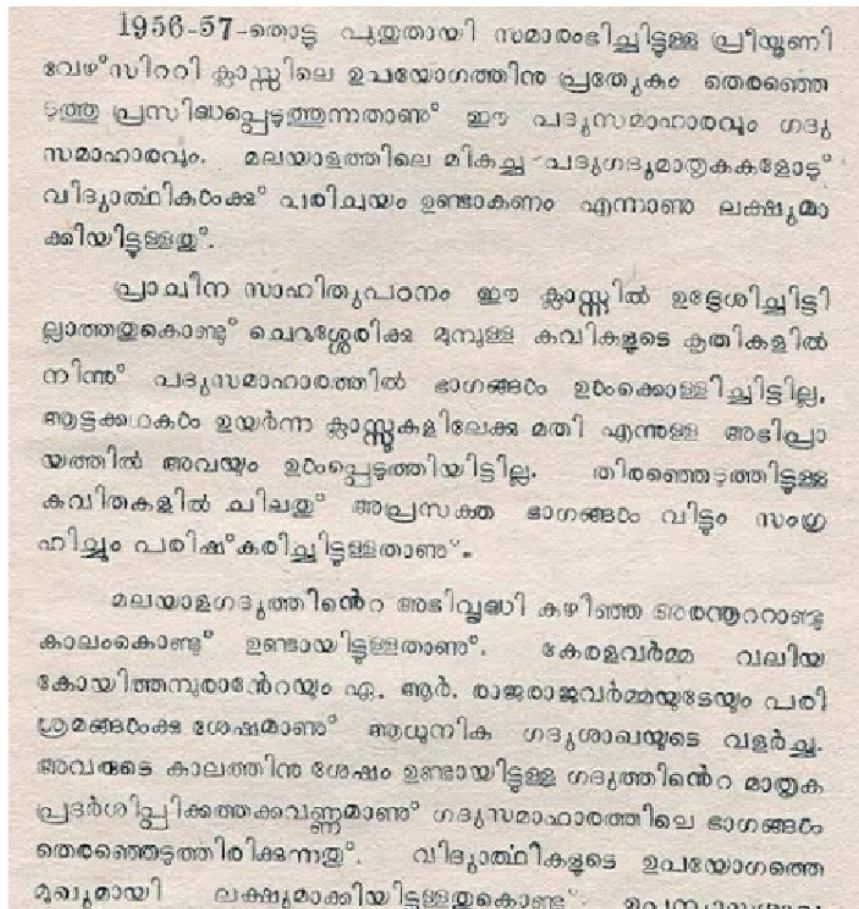 1956-57-തൊട്ടു പുതുതായി സമാരംഭിച്ചിട്ടുള്ള പ്രീയൂണി
വേഴ്സിററി ക്ലാസ്സിലെ ഉപയോഗത്തിനു പ്രത്യേകം തെരഞ്ഞെ
ടുത്തു പ്രസിദ്ധപ്പെടുത്തുന്നതാണു് ഈ പദ്യസമാഹാരവും ഗദ്യ
സമാഹാരവും. മലയാളത്തിലെ മികച്ച പദ്യഗദ്യമാതൃകകളോടു്
വിദ്യാർത്ഥികൾക്കു് പരിചയം ഉണ്ടാകണം എന്നാണു ലക്ഷ്യമാ
ക്കിയിട്ടുള്ളതു്.
പ്രാചീന സാഹിത്യപഠനം ഈ ക്ലാസ്സിൽ ഉദ്ദേശിച്ചിട്ടി
ല്ലാത്തതുകൊണ്ടു് ചെറുശ്ശേരിക്കു മുമ്പുള്ള കവികളുടെ കൃതികളിൽ
നിന്നു് പദ്യസമാഹാരത്തിൽ ഭാഗങ്ങൾ ഉൾക്കൊള്ളിച്ചിട്ടില്ല.
ആട്ടക്കഥകൾ ഉയർന്ന ക്ലാസ്സുകളിലേക്കു മതി എന്നുള്ള അഭിപ്രാ
യത്തിൽ അവയും ഉൾപ്പെടുത്തിയിട്ടില്ല. തിരഞ്ഞെടുത്തിട്ടുള്ള
കവിതകളിൽ ചിലതു് അപ്രസക്ത ഭാഗങ്ങൾ വിട്ടും സംഗ്ര
ഹിച്ചും പരിഷ്കരിച്ചിട്ടുള്ളതാണു്.
മലയാളഗദ്യത്തിൻെറ അഭിവൃദ്ധി കഴിഞ്ഞ അരനൂററാണ്ടു
കാലംകൊണ്ടു് ഉണ്ടായിട്ടുള്ളതാണു്. കേരളവർമ്മ വലിയ
കോയിത്തമ്പുരാൻേറയും ഏ. ആർ. രാജരാജവർമ്മയുടേയും പരി
ശ്രമങ്ങൾക്കു ശേഷമാണു് ആധുനിക ഗദ്യശാഖയുടെ വളർച്ച.
അവരുടെ കാലത്തിനു ശേഷം ഉണ്ടായിട്ടുള്ള ഗദ്യത്തിൻെറ മാതൃക
പ്രദർശിപ്പിക്കത്തക്കവണ്ണമാണു് ഗദ്യസമാഹാരത്തിലെ ഭാഗങ്ങൾ
തെരഞ്ഞെടുത്തിരിക്കുന്നതു്. വിദ്യാർത്ഥികളുടെ ഉപയോഗത്തെ
മുഖ്യമായി ലക്ഷ്യമാക്കിയിട്ടുള്ളതുകൊണ്ടു്